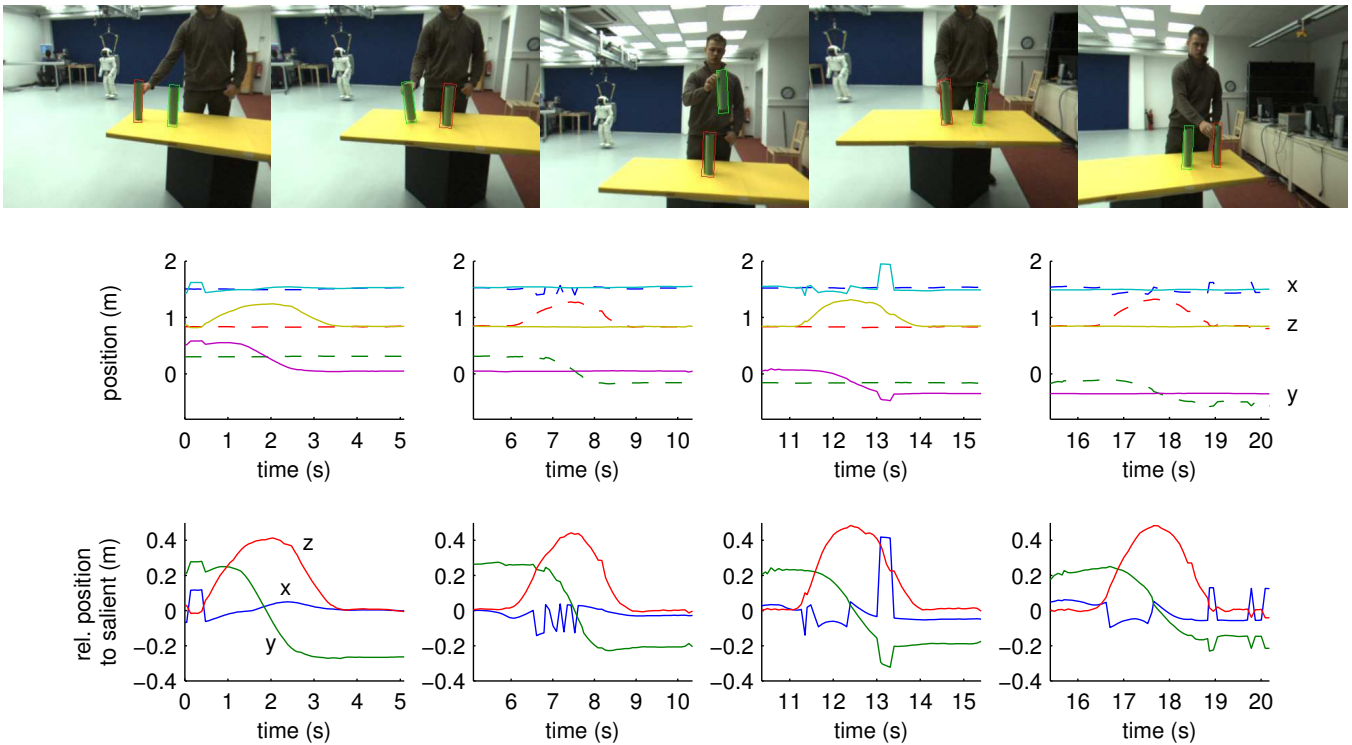 position (m)
2
1
0
0 1 2 3 4 5
time (s)
2
1
0
6 7 8 9 10
time (s)
2
1
0
11 12 13 14 15
time (s)
2
1
0
16 17 18 19 20
time (s)
x
z
y
rel. position
to salient (m)
0.4
0.2
0
−0.2
−0.4
z
x
y
0 1 2 3 4 5
time (s)
0.4
0.2
0
−0.2
−0.4
6 7 8 9 10
time (s)
0.4
0.2
0
−0.2
−0.4
11 12 13 14 15
time (s)
0.4
0.2
0
−0.2
−0.4
16 17 18 19 20
time (s)